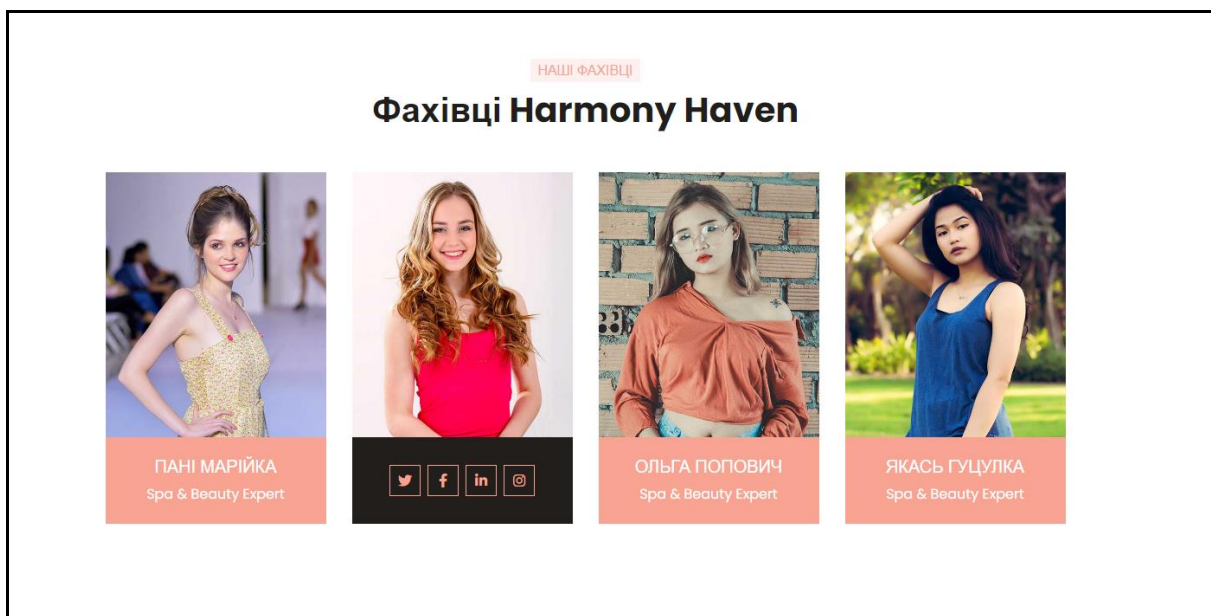 НАШІ ФАХІВЦІ
Фахівці Harmony Haven
ПАНІ МАРІЙКА
Spa & Beauty Expert
ОЛЬГА ПОПОВИЧ
Spa & Beauty Expert
ЯКАСЬ ГУЦУЛКА
Spa & Beauty Expert